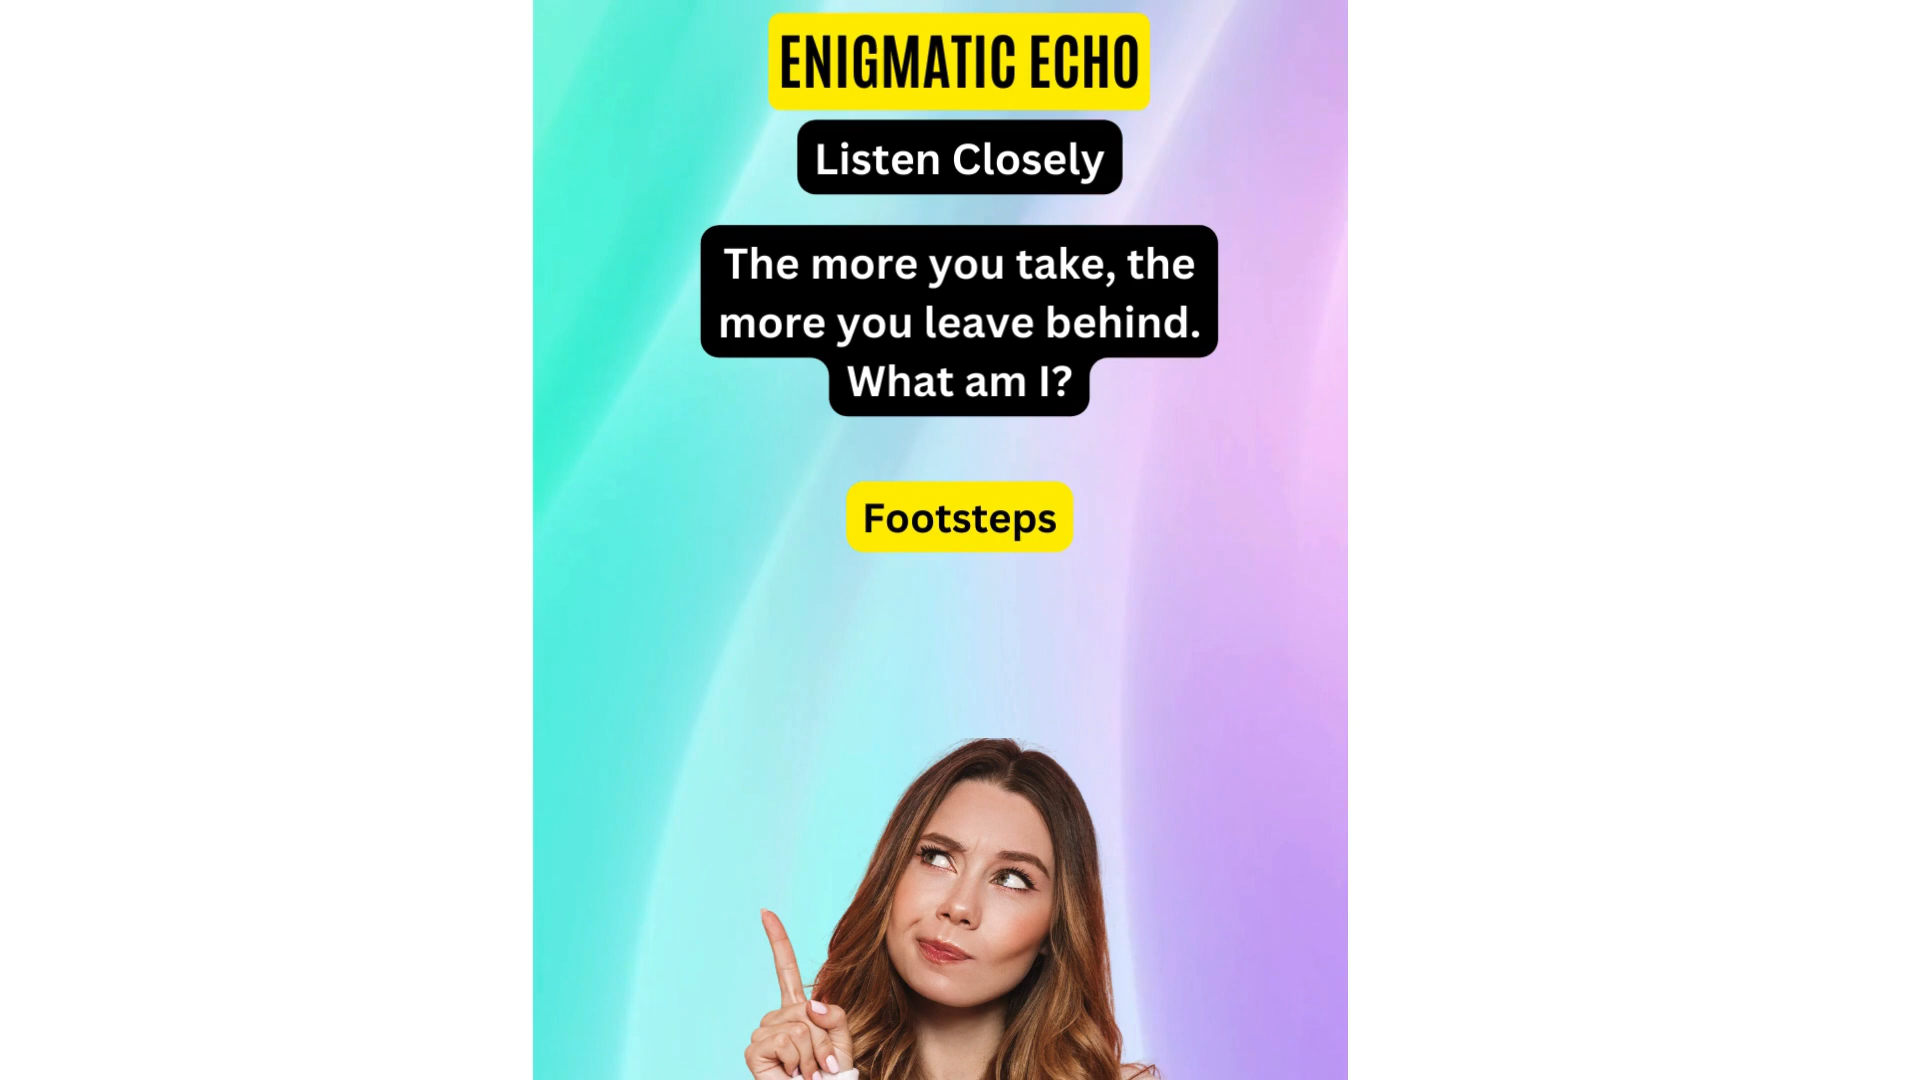 ENIGMATIC ECHO
Listen Closely
The more you take, the
more you leave behind.
What am I?
Footsteps